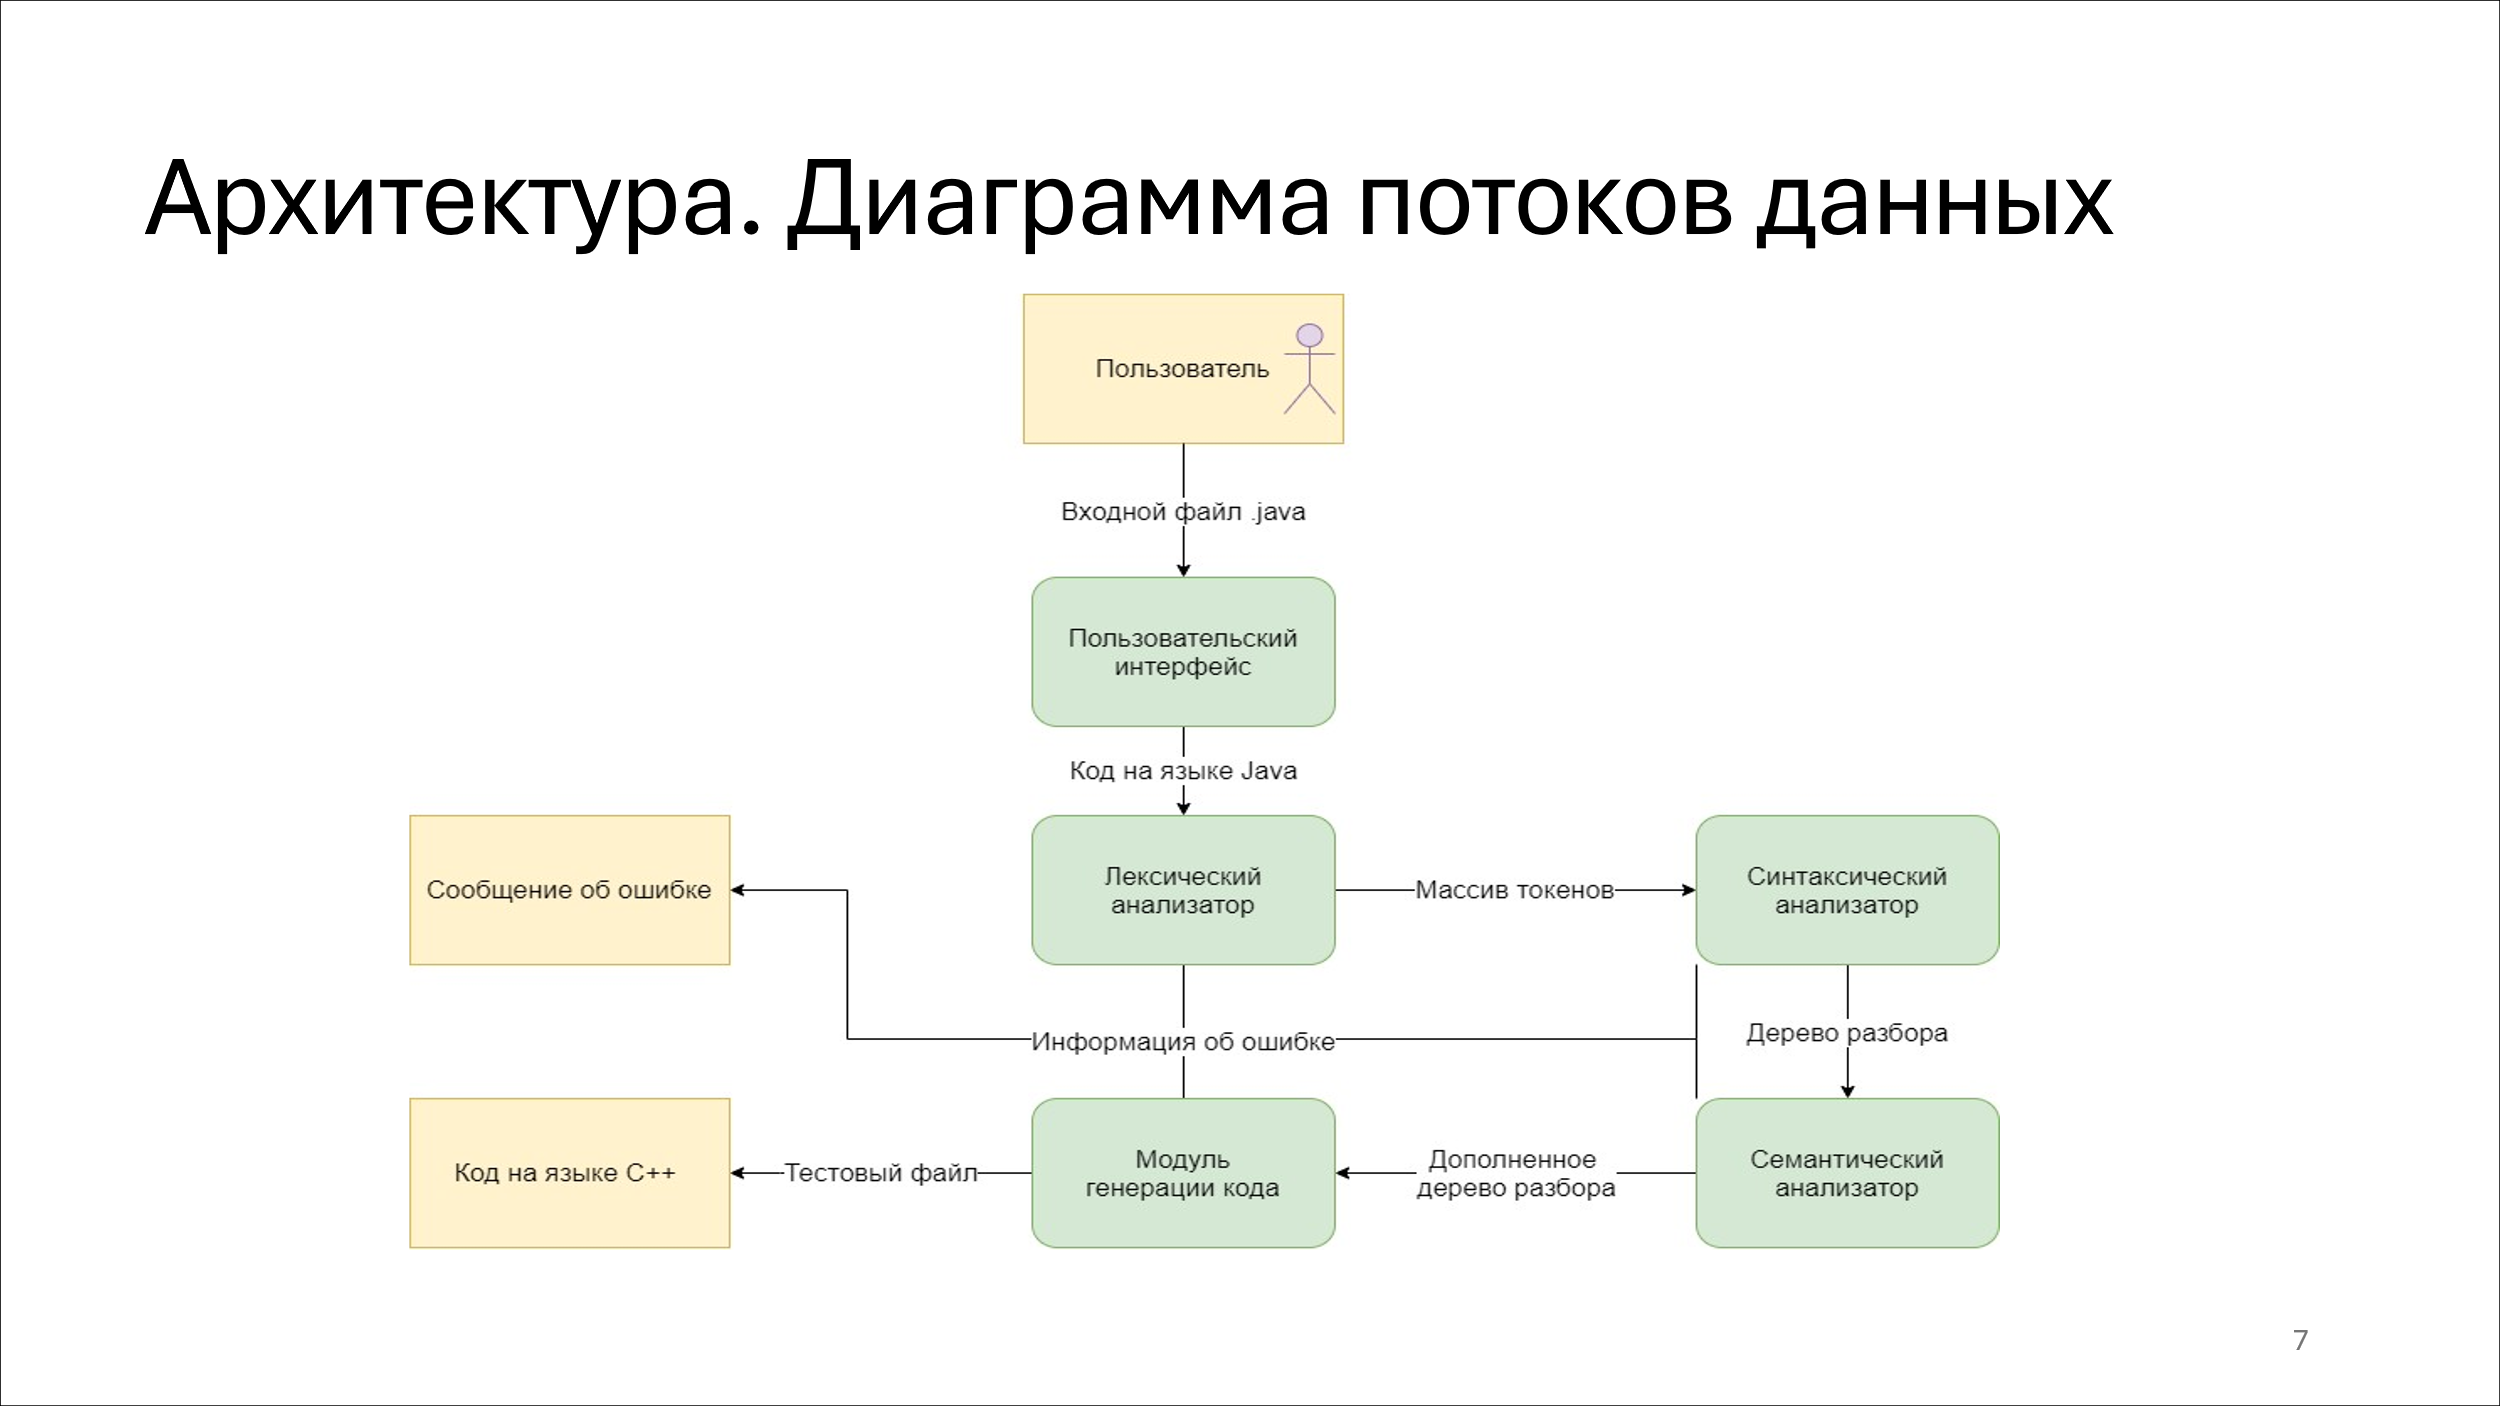 Архитектура. Диаграмма потоков данных
Пользователь
Входной файл .java
Пользовательский
интерфейс
Код на языке Java
Сообщение об ошибке
Лексический
анализатор
Массив токенов
Синтаксический
анализатор
Информация об ошибке
Дерево разбора
Код на языке C++
Тестовый файл
Модуль
генерации кода
Дополненное
дерево разбора
Семантический
анализатор
7